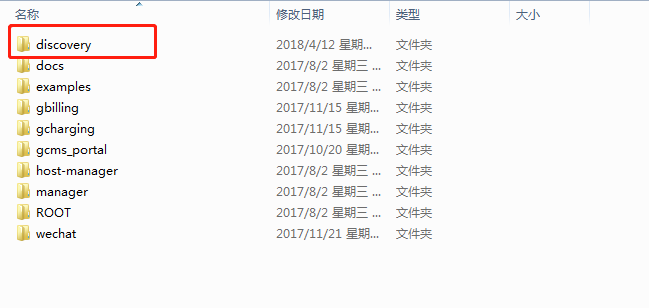 名称 修改日期 类型 大小
discovery 2018/4/12 星期... 文件夹
docs 2017/8/2 星期三 ... 文件夹
examples 2017/8/2 星期三 ... 文件夹
gbilling 2017/11/15 星期... 文件夹
gcharging 2017/11/15 星期... 文件夹
gcms_portal 2017/10/20 星期... 文件夹
host-manager 2017/8/2 星期三 ... 文件夹
manager 2017/8/2 星期三 ... 文件夹
ROOT 2017/8/2 星期三 ... 文件夹
wechat 2017/11/21 星期... 文件夹